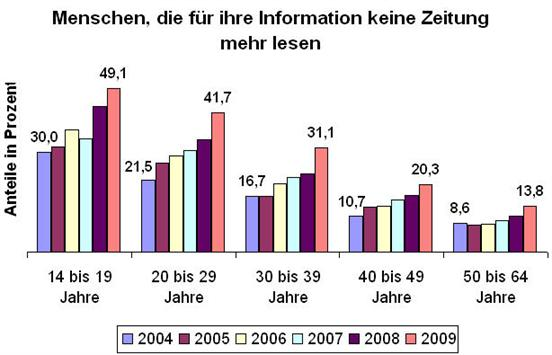 Menschen, die für ihre Information keine Zeitung
mehr lesen
Anteile in Prozent
30,0
49,1
21,5
41,7
16,7
31,1
10,7
20,3
8,6
13,8
14 bis 19
Jahre
20 bis 29
Jahre
30 bis 39
Jahre
40 bis 49
Jahre
50 bis 64
Jahre
2004 2005 2006 2007 2008 2009